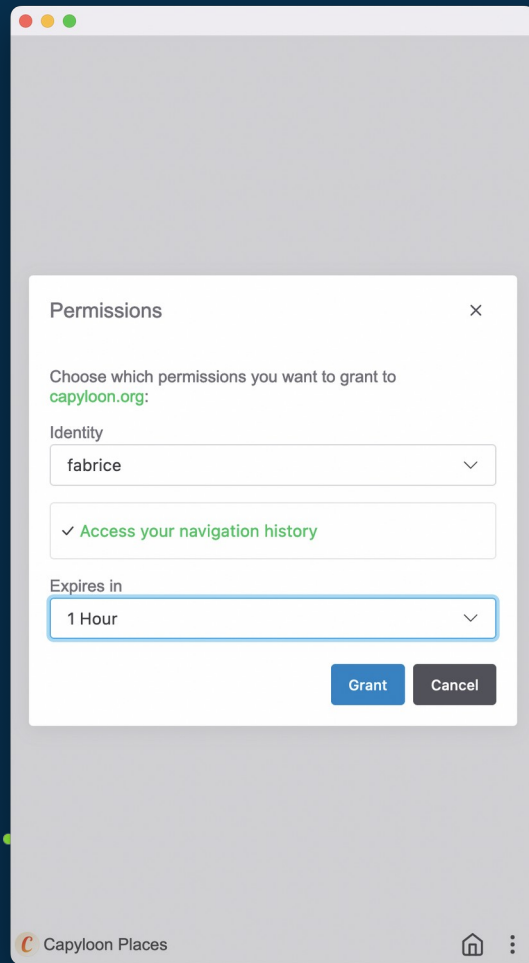 Permissions
Choose which permissions you want to grant to
capyloon.org:
Identity
fabrice
Access your navigation history
Expires in
1 Hour
Grant Cancel
C Capyloon Places